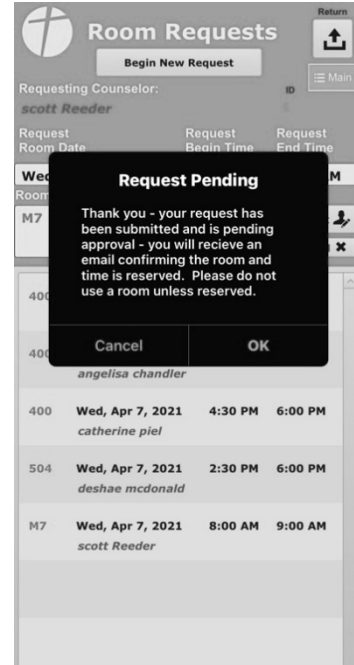 Return
Room Requests
Begin New Request
Main
Requesting Counselor:
ID
scott Reeder
Request Request Request
Room Date Begin Time End Time
Wed
M
Room
M7
Request Pending
Thank you - your request has
been submitted and is pending
approval - you will recieve an
email confirming the room and
time is reserved. Please do not
use a room unless reserved.
Cancel OK
400
400
angelisa chandler
400 Wed, Apr 7, 2021 4:30 PM 6:00 PM
catherine piel
504 Wed, Apr 7, 2021 2:30 PM 6:00 PM
deshae mcdonald
M7 Wed, Apr 7, 2021 8:00 AM 9:00 AM
scott Reeder